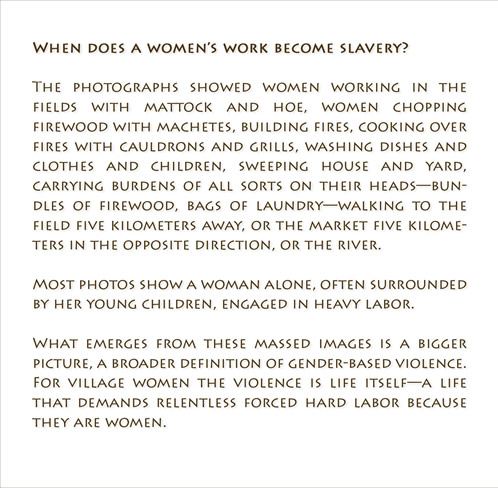 When does a women's work become slavery?
The photographs showed women working in the
fields with mattock and hoe, women chopping
firewood with machetes, building fires, cooking over
fires with cauldrons and grills, washing dishes and
clothes and children, sweeping house and yard,
carrying burdens of all sorts on their heads—bun-
dles of firewood, bags of laundry—walking to the
field five kilometers away, or the market five kilome-
ters in the opposite direction, or the river.
Most photos show a woman alone, often surrounded
by her young children, engaged in heavy labor.
What emerges from these massed images is a bigger
picture, a broader definition of gender-based violence.
For village women the violence is life itself—a life
that demands relentless forced hard labor because
they are women.